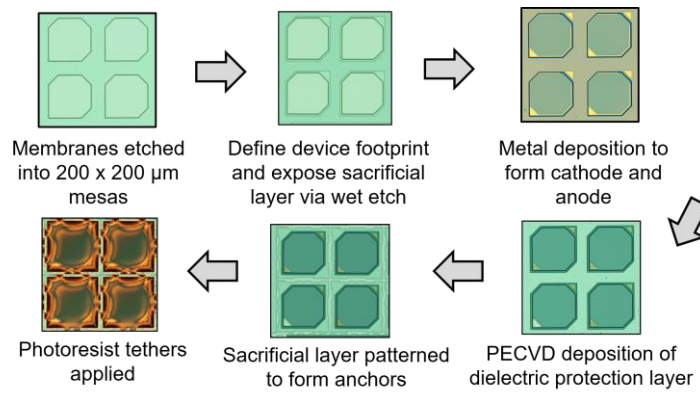 Membranes etched
into 200 x 200 µm
mesas
Define device footprint
and expose sacrificial
layer via wet etch
Metal deposition to
form cathode and
anode
PECVD deposition of
dielectric protection layer
Sacrificial layer patterned
to form anchors
Photoresist tethers
applied